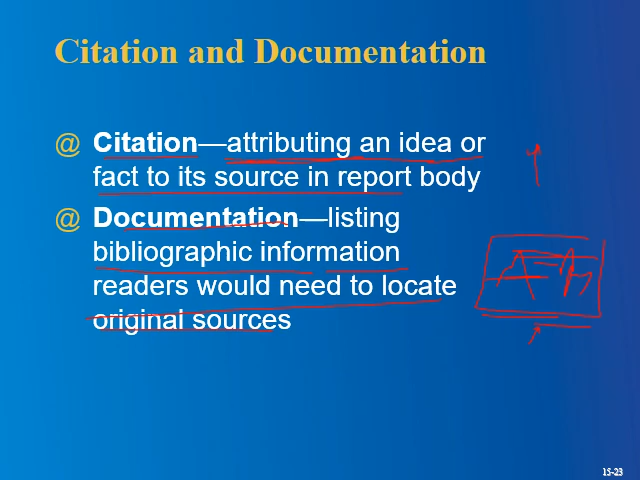 Citation and Documentation
@ Citation—attributing an idea or
fact to its source in report body
@ Documentation—listing
bibliographic information
readers would need to locate
original sources
15-23